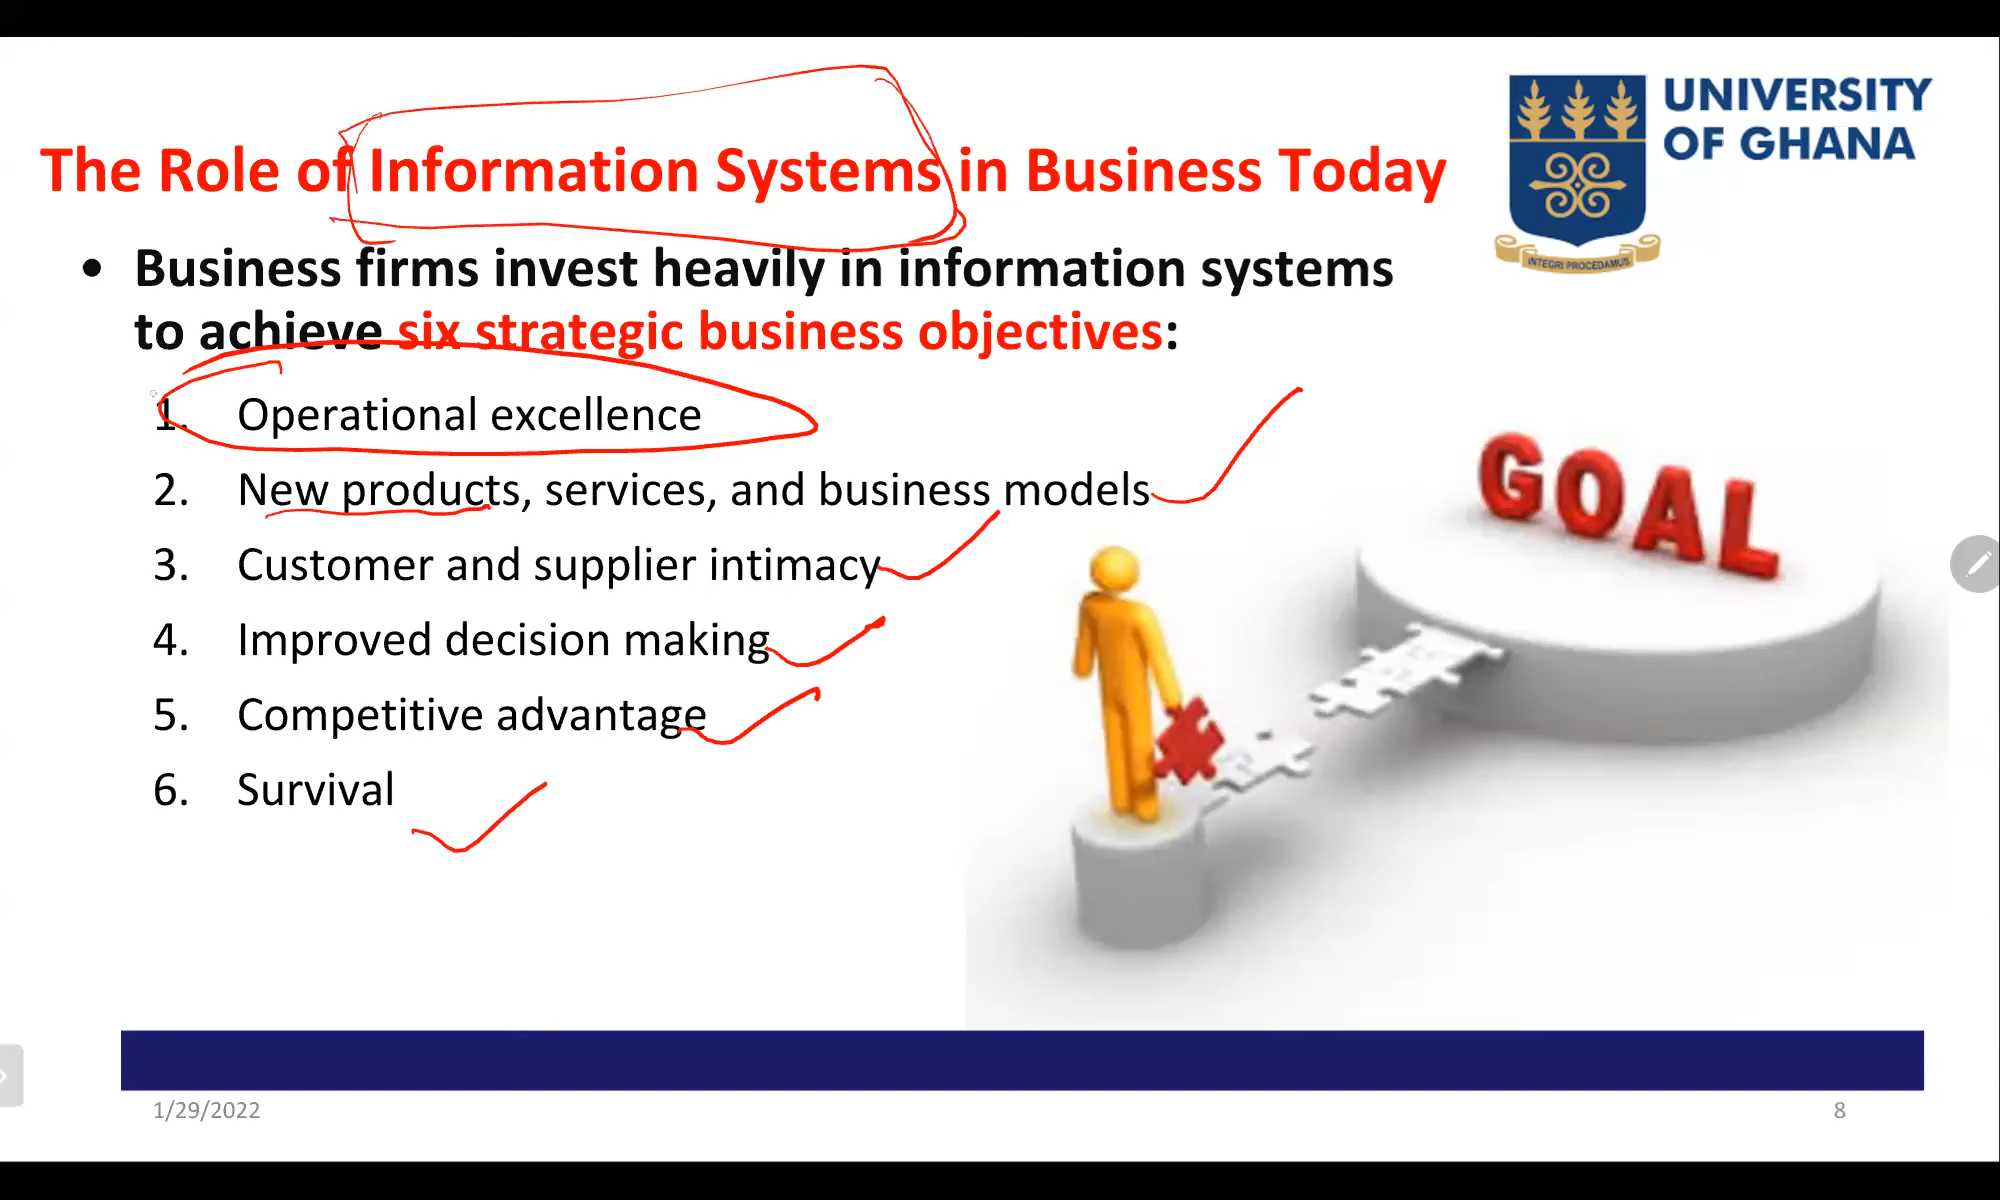 UNIVERSITY
OF GHANA
INTEGRI PROCEDAMUS
The Role of Information Systems in Business Today
• Business firms invest heavily in information systems
to achieve six strategic business objectives:
1. Operational excellence
2. New products, services, and business models
3. Customer and supplier intimacy
4. Improved decision making
5. Competitive advantage
6. Survival
GOAL
1/29/2022
8